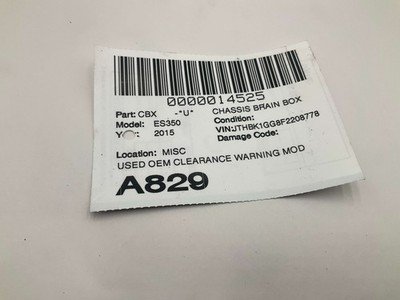 0000014525
Part: CBX -"U" CHASSIS BRAIN BOX
Model: ES350 Condition:
Year: 2015 VIN:JTHBK1GG8F2208778
Damage Code:
Location: MISC
USED OEM CLEARANCE WARNING MOD
A829